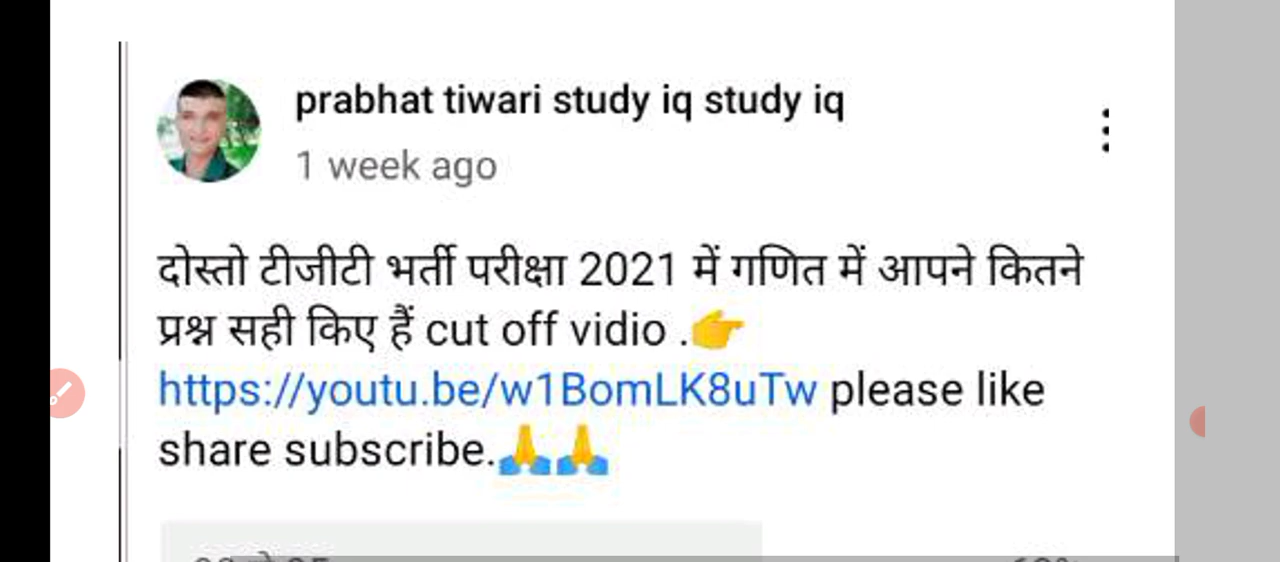 prabhat tiwari study iq study iq
1 week ago
दोस्तो टीजीटी भर्ती परीक्षा 2021 में गणित में आपने कितने
प्रश्न सही किए हैं cut off vidio .👉
https://youtu.be/w1BomLK8uTw please like
share subscribe.🙏🙏